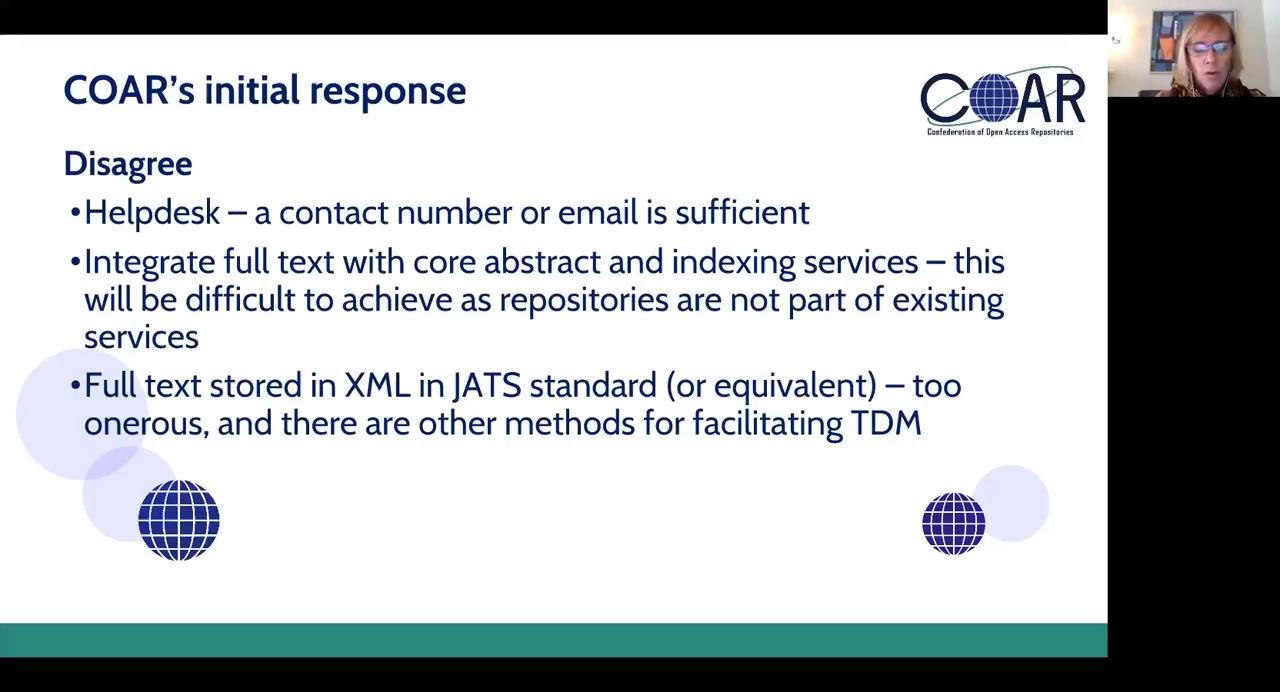 COAR's initial response
COAR
Confederation of Open Access Repositories
Disagree
•Helpdesk – a contact number or email is sufficient
•Integrate full text with core abstract and indexing services – this
will be difficult to achieve as repositories are not part of existing
services
•Full text stored in XML in JATS standard (or equivalent) – too
onerous, and there are other methods for facilitating TDM